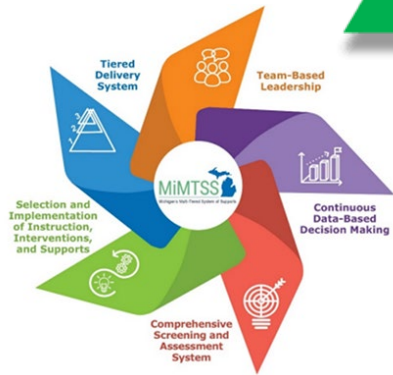 Tiered
Delivery
System
Team-Based
Leadership
MiMTSS
Michigan's Multi-Tiered System of Supports
Continuous
Data-Based
Decision Making
Selection and
Implementation
of Instruction,
Interventions,
and Supports
Comprehensive
Screening and
Assessment
System